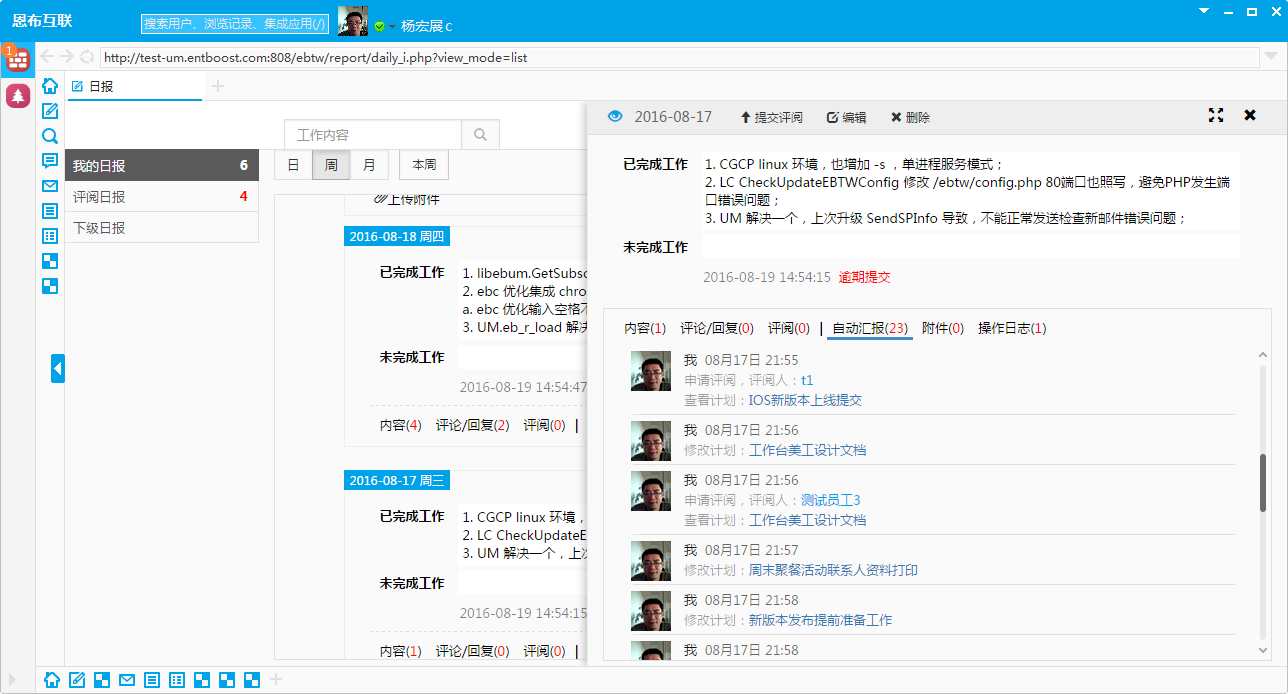 恩布互联
搜索用户、浏览记录、集成应用(/)
杨宏展c
1
http://test-um.entboost.com:808/ebtw/report/daily_i.php?view_mode=list
日报
我的日报 6
评阅日报 4
下级日报
工作内容
日 周 月 本周
上传附件
2016-08-18 周四
已完成工作
1. libebum.GetSubsc
2. ebc 优化集成 chro
a. ebc 优化输入空格不
3. UM.eb_r_load 解决
未完成工作
2016-08-19 14:54:47
内容(4) 评论/回复(2) 评阅(0)
2016-08-17 周三
已完成工作
1. CGCP linux 环境，
2. LC CheckUpdateE
3. UM 解决一个，上次
未完成工作
2016-08-19 14:54:15
内容(1) 评论/回复(0) 评阅(0)
2016-08-17 提交评阅 编辑 删除
已完成工作
1. CGCP linux 环境，也增加 -s ，单进程服务模式；
2. LC CheckUpdateEBTWConfig 修改 /ebtw/config.php 80端口也照写，避免PHP发生端
口错误问题；
3. UM 解决一个，上次升级 SendSPInfo 导致，不能正常发送检查新邮件错误问题；
未完成工作
2016-08-19 14:54:15 逾期提交
内容(1) 评论/回复(0) 评阅(0) | 自动汇报(23) 附件(0) 操作日志(1)
我 08月17日 21:55
申请评阅，评阅人：t1
查看计划：IOS新版本上线提交
我 08月17日 21:56
修改计划：工作台美工设计文档
我 08月17日 21:56
申请评阅，评阅人：测试员工3
查看计划：工作台美工设计文档
我 08月17日 21:57
修改计划：周末聚餐活动联系人资料打印
我 08月17日 21:58
修改计划：新版本发布提前准备工作
我 08月17日 21:58